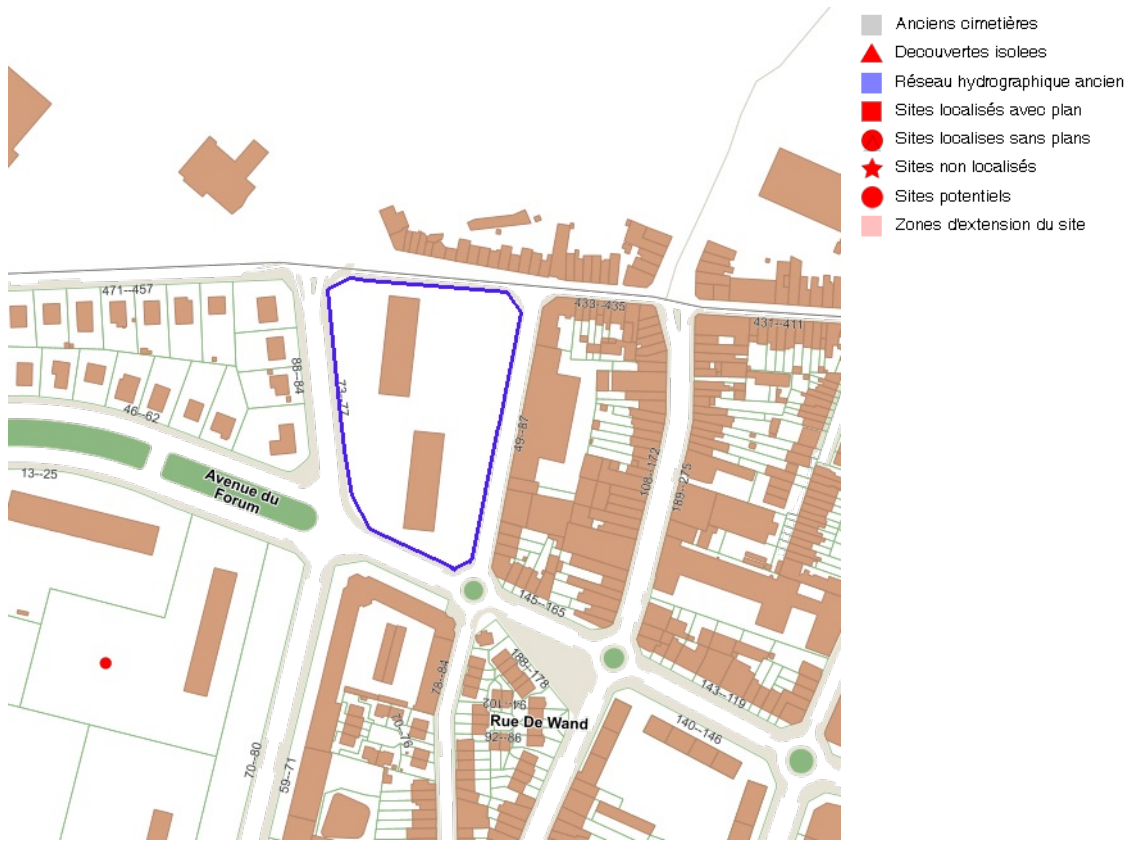 Anciens cimetières
Decouvertes isolees
Réseau hydrographique ancien
Sites localisés avec plan
Sites localises sans plans
Sites non localisés
Sites potentiels
Zones d'extension du site
471--457
433--435
431--411
88--84
73--77
46--62
49--87
108--172
189--275
13--25
Avenue du
Forum
145--165
188--178
78--84
94--102
143--119
70--76
Rue De Wand
86--92
140--146
70--80
59--71